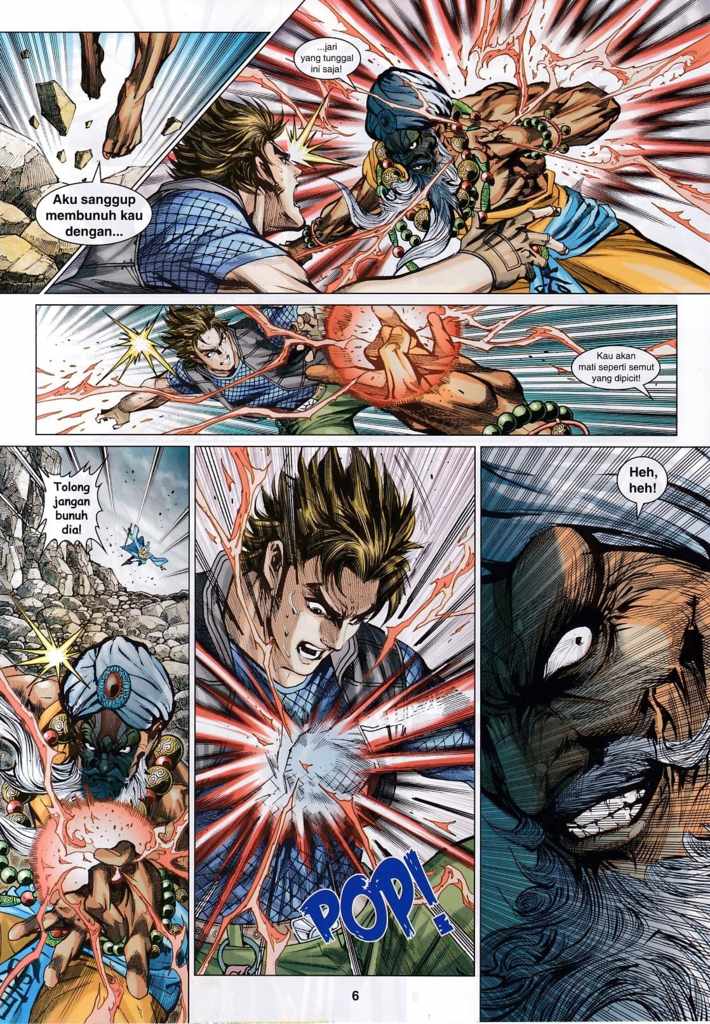 Aku sanggup
membunuh kau
dengan...
...jari
yang tunggal
ini saja!
Kau akan
mati seperti semut
yang dipicit!
Tolong
jangan
bunuh
dia!
POP!
Heh,
heh!
6